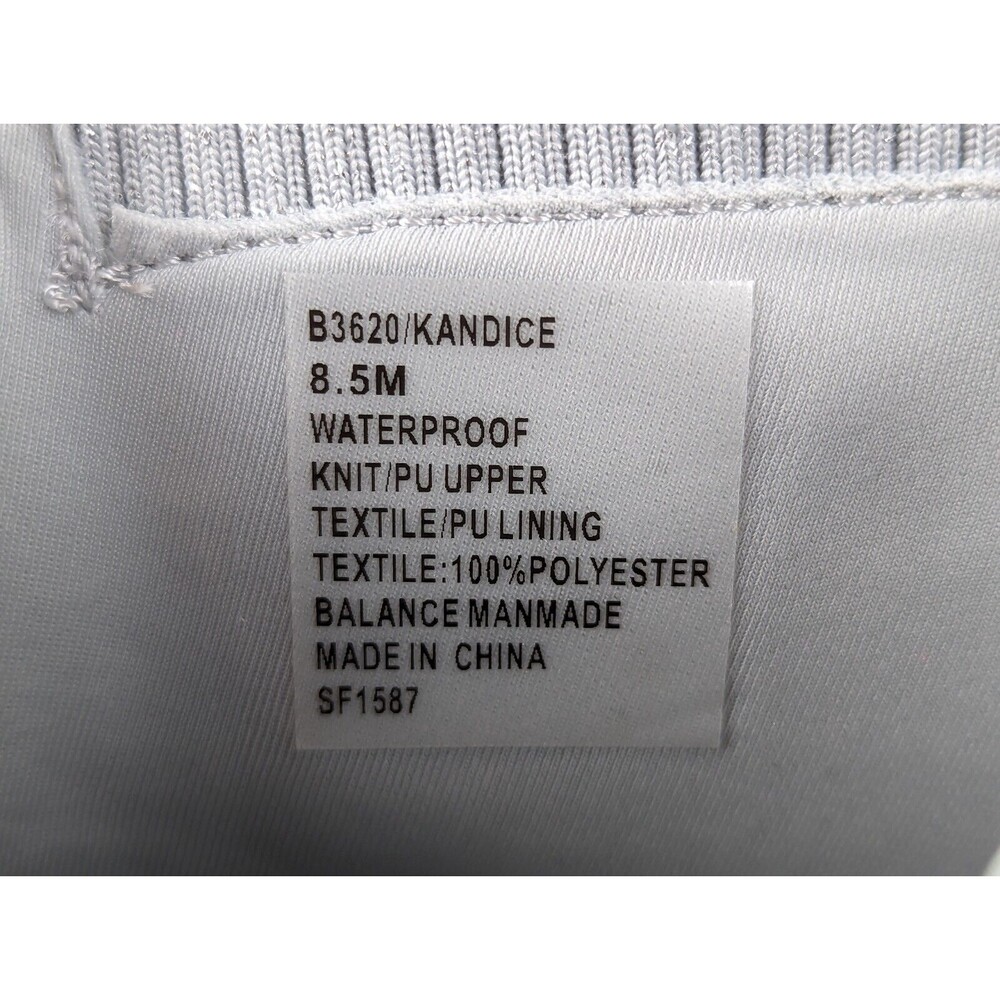 B3620/KANDICE
8.5M
WATERPROOF
KNIT/PU UPPER
TEXTILE/PU LINING
TEXTILE:100%POLYESTER
BALANCE MANMADE
MADE IN CHINA
SF1587